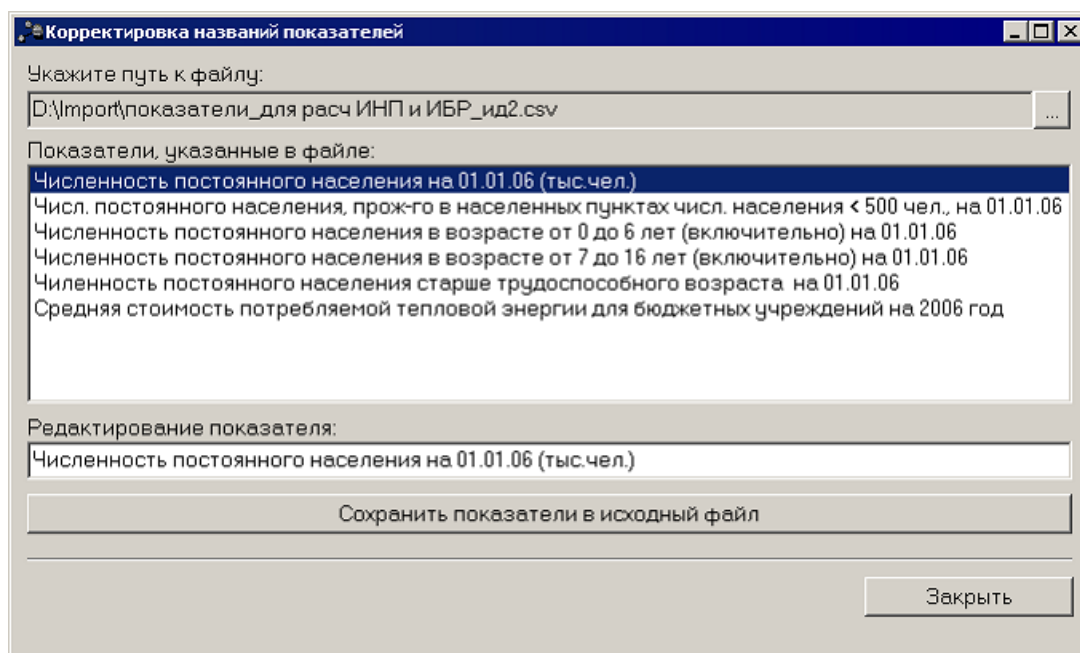 Корректировка названий показателей
Укажите путь к файлу:
D:\Import\показатели_для расч ИНП и ИБР_ид2.csv
...
Показатели, указанные в файле:
Численность постоянного населения на 01.01.06 (тыс.чел.)
Числ. постоянного населения, прож-го в населенных пунктах числ. населения < 500 чел., на 01.01.06
Численность постоянного населения в возрасте от 0 до 6 лет (включительно) на 01.01.06
Численность постоянного населения в возрасте от 7 до 16 лет (включительно) на 01.01.06
Чиленность постоянного населения старше трудоспособного возраста  на 01.01.06
Средняя стоимость потребляемой тепловой энергии для бюджетных учреждений на 2006 год
Редактирование показателя:
Численность постоянного населения на 01.01.06 (тыс.чел.)
Сохранить показатели в исходный файл
Закрыть